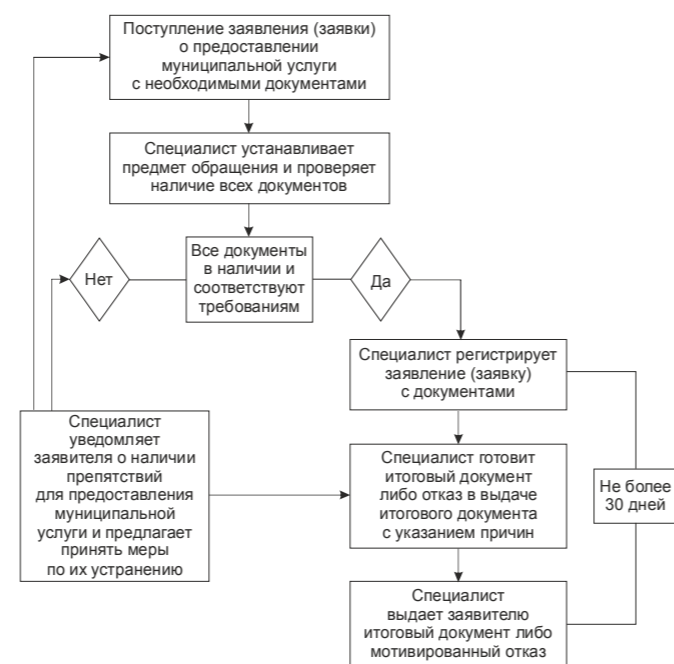 Поступление заявления (заявки)
о предоставлении
муниципальной услуги
с необходимыми документами
Специалист устанавливает
предмет обращения и проверяет
наличие всех документов
Нет
Все документы
в наличии и
соответствуют
требованиям
Да
Специалист регистрирует
заявление (заявку)
с документами
Специалист
уведомляет
заявителя о наличии
препятствий
для предоставления
муниципальной
услуги и предлагает
принять меры
по их устранению
Специалист готовит
итоговый документ
либо отказ в выдаче
итогового документа
с указанием причин
Не более
30 дней
Специалист
выдает заявителю
итоговый документ либо
мотивированный отказ